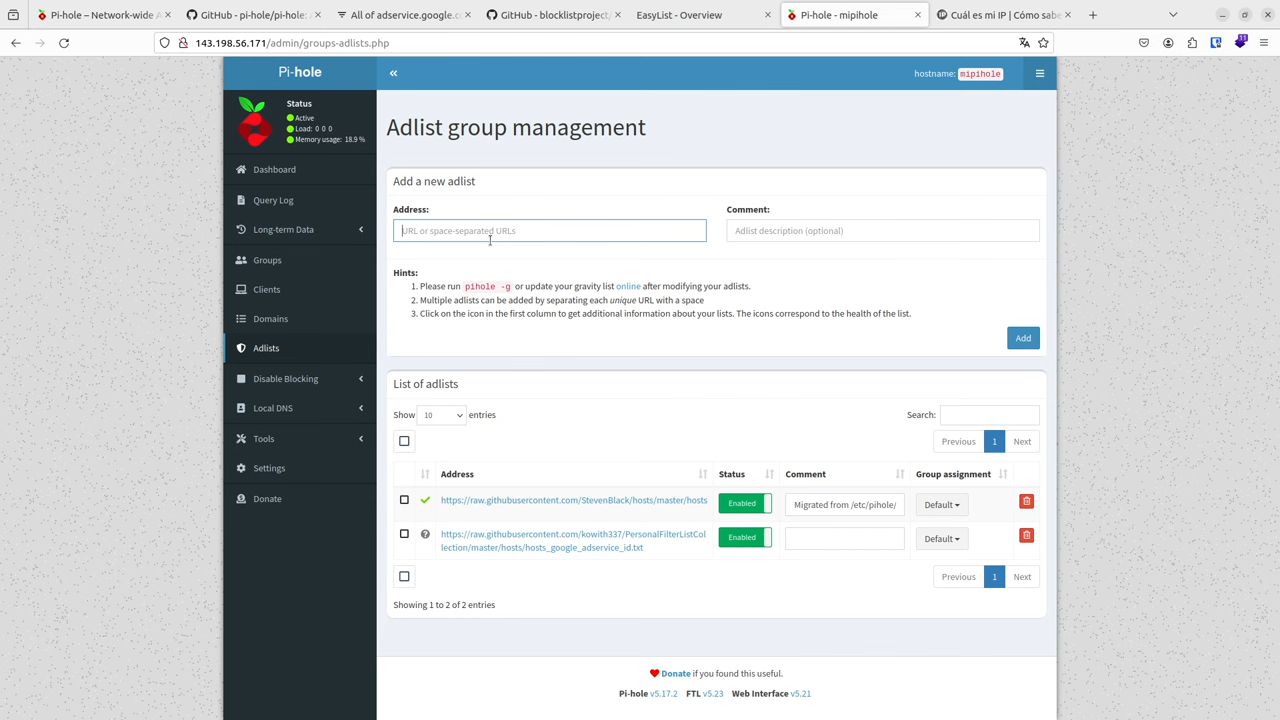 Pi-hole — Network-wide A
GitHub - pi-hole/pi-hole:
All of adservice.google.co
GitHub - blocklistproject/
EasyList - Overview
Pi-hole - mipihole
Cuál es mi IP | Cómo sabe
143.198.56.171/admin/groups-adlists.php
11
Pi-hole
hostname: mipihole
Status
Active
Load: 0 0 0
Memory usage: 18.9 %
Dashboard
Query Log
Long-term Data
Groups
Clients
Domains
Adlists
Disable Blocking
Local DNS
Tools
Settings
Donate
Adlist group management
Add a new adlist
Address:
Comment:
URL or space-separated URLs
Adlist description (optional)
Hints:
1. Please run pihole -g or update your gravity list online after modifying your adlists.
2. Multiple adlists can be added by separating each unique URL with a space
3. Click on the icon in the first column to get additional information about your lists. The icons correspond to the health of the list.
Add
List of adlists
Show 10 entries
Search:
Previous 1 Next
Address Status Comment Group assignment
https://raw.githubusercontent.com/StevenBlack/hosts/master/hosts Enabled Migrated from /etc/pihole/ Default
https://raw.githubusercontent.com/kowith337/PersonalFilterListCol Enabled Default
lection/master/hosts/hosts_google_adservice_id.txt
Previous 1 Next
Showing 1 to 2 of 2 entries
Donate if you found this useful.
Pi-hole v5.17.2 FTL v5.23 Web Interface v5.21